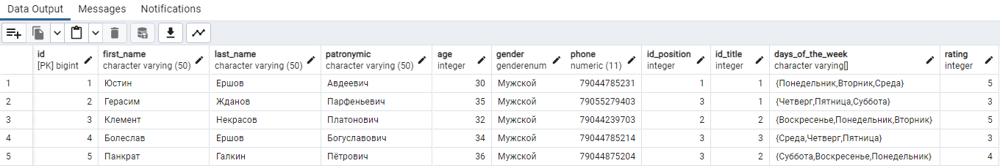 Data Output Messages Notifications
id first_name last_name patronymic age gender phone id_position id_title days_of_the_week rating
[PK] bigint character varying (50) character varying (50) character varying (50) integer genderenum numeric (11) integer integer character varying[] integer
1 1 Юстин Ершов Авдеевич 30 Мужской 79044785231 1 1 {Понедельник,Вторник,Среда} 5
2 2 Герасим Жданов Парфеньевич 35 Мужской 79055279403 3 1 {Четверг,Пятница,Суббота} 3
3 3 Клемент Некрасов Платонович 32 Мужской 79044239703 2 2 {Воскресенье,Понедельник,Вторник} 5
4 4 Болеслав Ершов Богуславович 34 Мужской 79044785214 3 3 {Среда,Четверг,Пятница} 3
5 5 Панкрат Галкин Пётрович 36 Мужской 79044875204 3 2 {Суббота,Воскресенье,Понедельник} 4